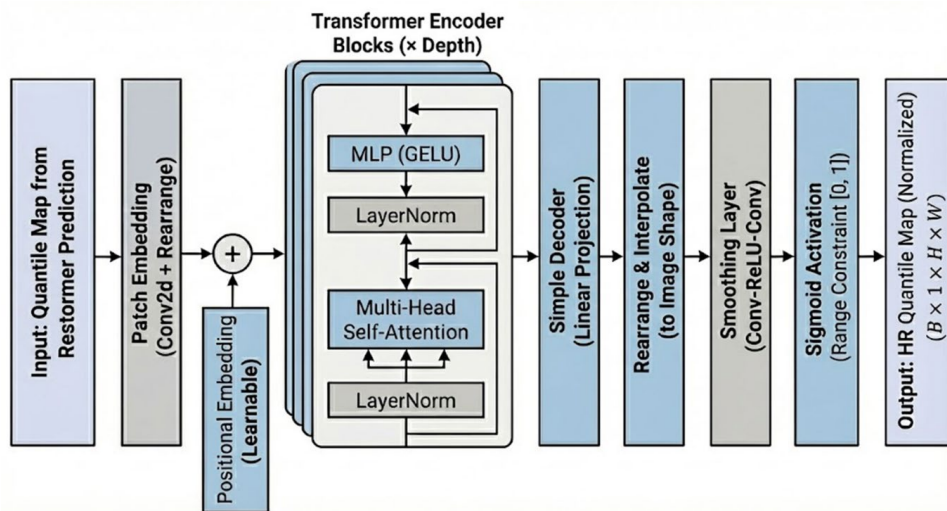 Transformer Encoder
Blocks (× Depth)
Input: Quantile Map from
Restormer Prediction
Patch Embedding
(Conv2d + Rearrange)
+
Positional Embedding
(Learnable)
MLP (GELU)
LayerNorm
Multi-Head
Self-Attention
LayerNorm
Simple Decoder
(Linear Projection)
Rearrange & Interpolate
(to Image Shape)
Smoothing Layer
(Conv-ReLU-Conv)
Sigmoid Activation
(Range Constraint [0, 1])
Output: HR Quantile Map (Normalized)
(B × 1 × H × W)